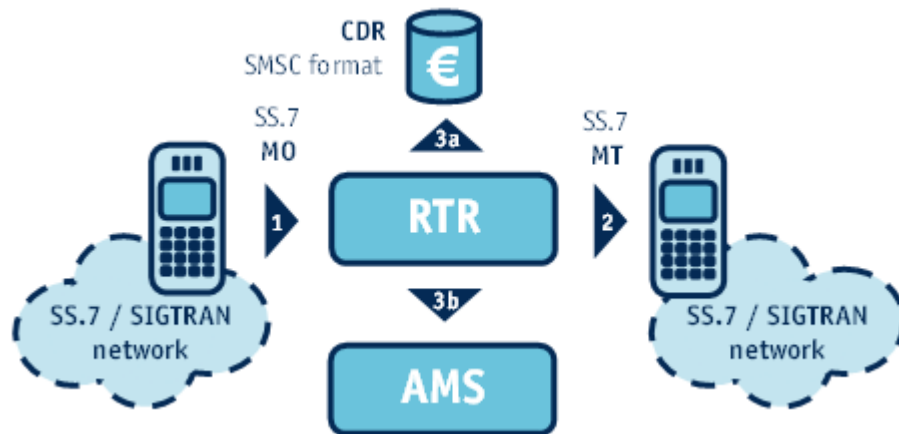 CDR
SMSC format
€
SS.7
MO
3a
SS.7
MT
1
RTR
2
3b
SS.7 / SIGTRAN
network
SS.7 / SIGTRAN
network
AMS